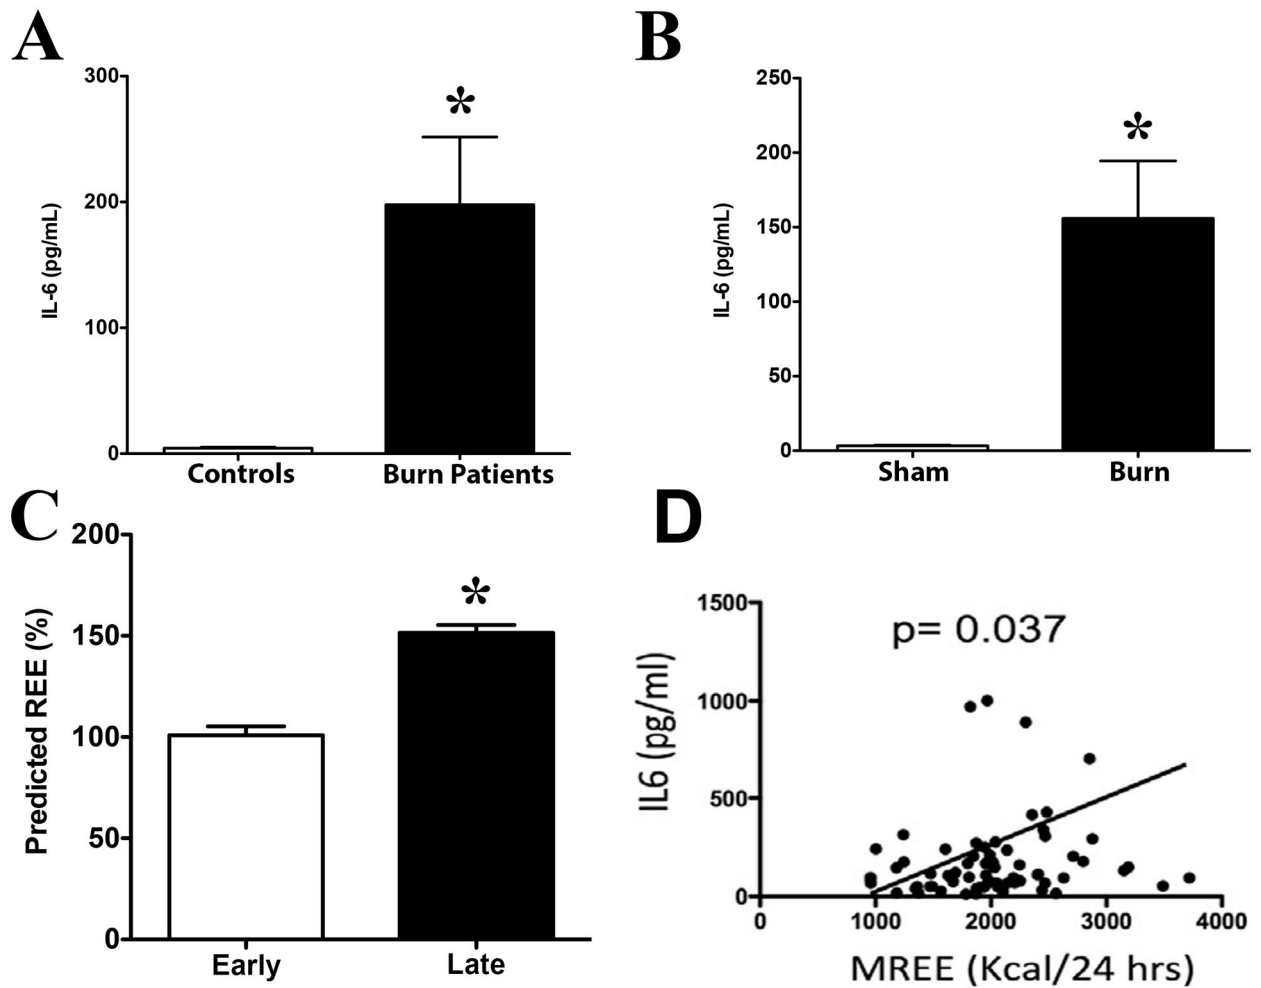 A
300
200
100
0
IL-6 (pg/mL)
*
Controls
Burn Patients
B
250
200
150
100
50
0
IL-6 (pg/mL)
*
Sham
Burn
C
200
150
100
50
0
Predicted REE (%)
*
Early
Late
D
1500
1000
500
0
IL6 (pg/ml)
p= 0.037
0
1000
2000
3000
4000
MREE (Kcal/24 hrs)